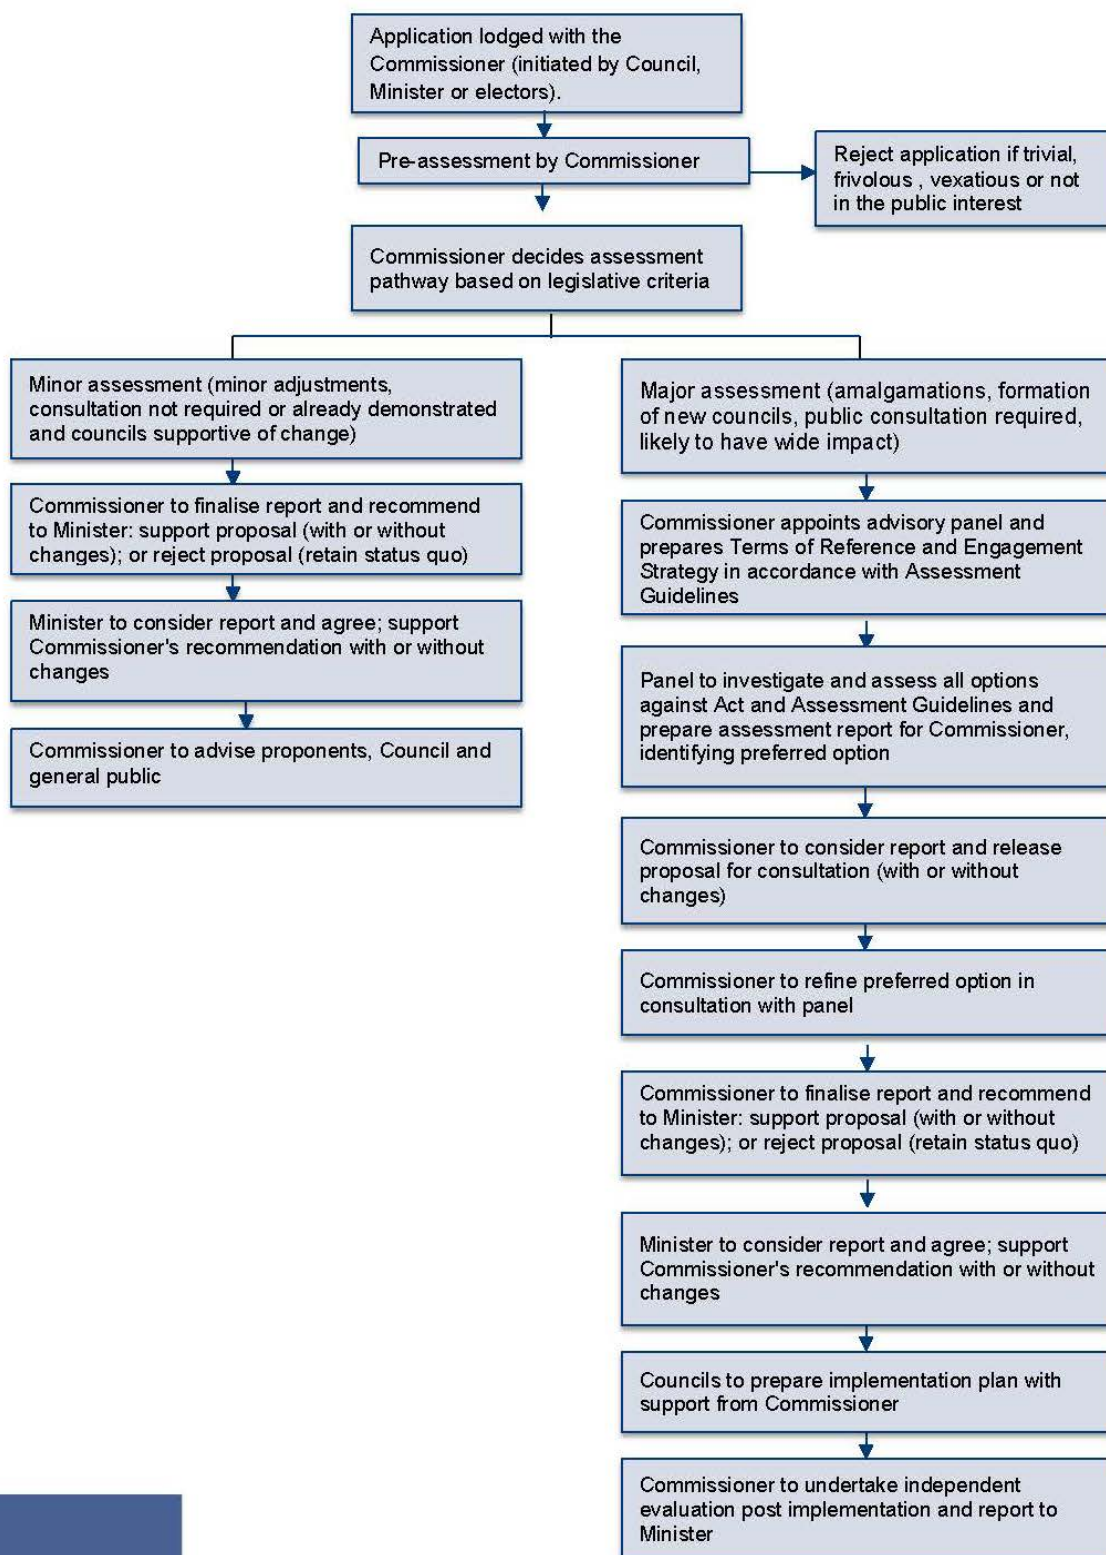 Application lodged with the
Commissioner (initiated by Council,
Minister or electors).
Pre-assessment by Commissioner
Reject application if trivial,
frivolous , vexatious or not
in the public interest
Commissioner decides assessment
pathway based on legislative criteria
Minor assessment (minor adjustments,
consultation not required or already demonstrated
and councils supportive of change)
Commissioner to finalise report and recommend
to Minister: support proposal (with or without
changes); or reject proposal (retain status quo)
Minister to consider report and agree; support
Commissioner's recommendation with or without
changes
Commissioner to advise proponents, Council and
general public
Major assessment (amalgamations, formation
of new councils, public consultation required,
likely to have wide impact)
Commissioner appoints advisory panel and
prepares Terms of Reference and Engagement
Strategy in accordance with Assessment
Guidelines
Panel to investigate and assess all options
against Act and Assessment Guidelines and
prepare assessment report for Commissioner,
identifying preferred option
Commissioner to consider report and release
proposal for consultation (with or without
changes)
Commissioner to refine preferred option in
consultation with panel
Commissioner to finalise report and recommend
to Minister: support proposal (with or without
changes); or reject proposal (retain status quo)
Minister to consider report and agree; support
Commissioner's recommendation with or without
changes
Councils to prepare implementation plan with
support from Commissioner
Commissioner to undertake independent
evaluation post implementation and report to
Minister